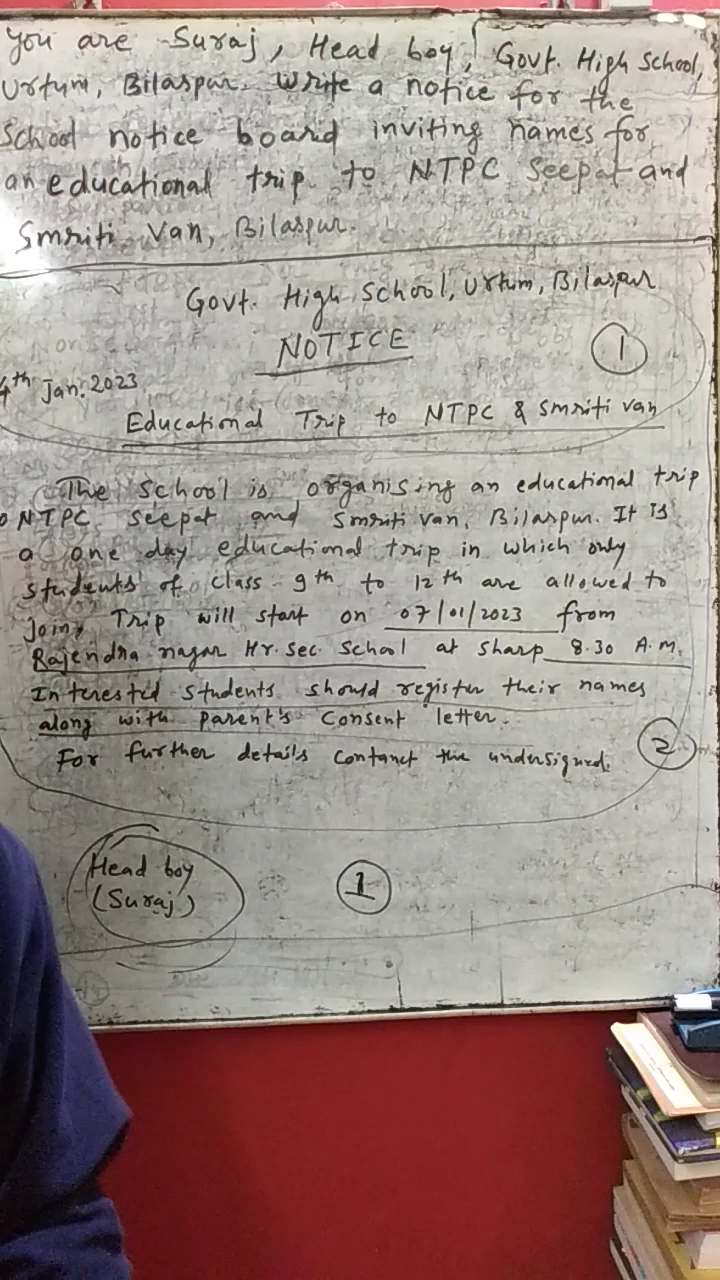 You are Suraj, Head boy, Govt. High School,
Urtum, Bilaspur. Write a notice for the
School notice board inviting names for
an educational trip to NTPC Seepat and
Smriti Van, Bilaspur.
Govt. High School, Urtum, Bilaspur
NOTICE
1
4th Jan. 2023
Educational Trip to NTPC & Smriti van
The School is organising an educational trip
NTPC Seepat and Smriti van, Bilaspur. It is
a one day educational trip in which only
students of class 9th to 12th are allowed to
join. Trip will start on 07/01/2023 from
Rajendra nagar Hr. Sec. School at sharp 8.30 A.M.
Interested students should register their names
along with parent's Consent letter.
For further details contanct the undersigned.
2
Head boy
(Suraj)
1